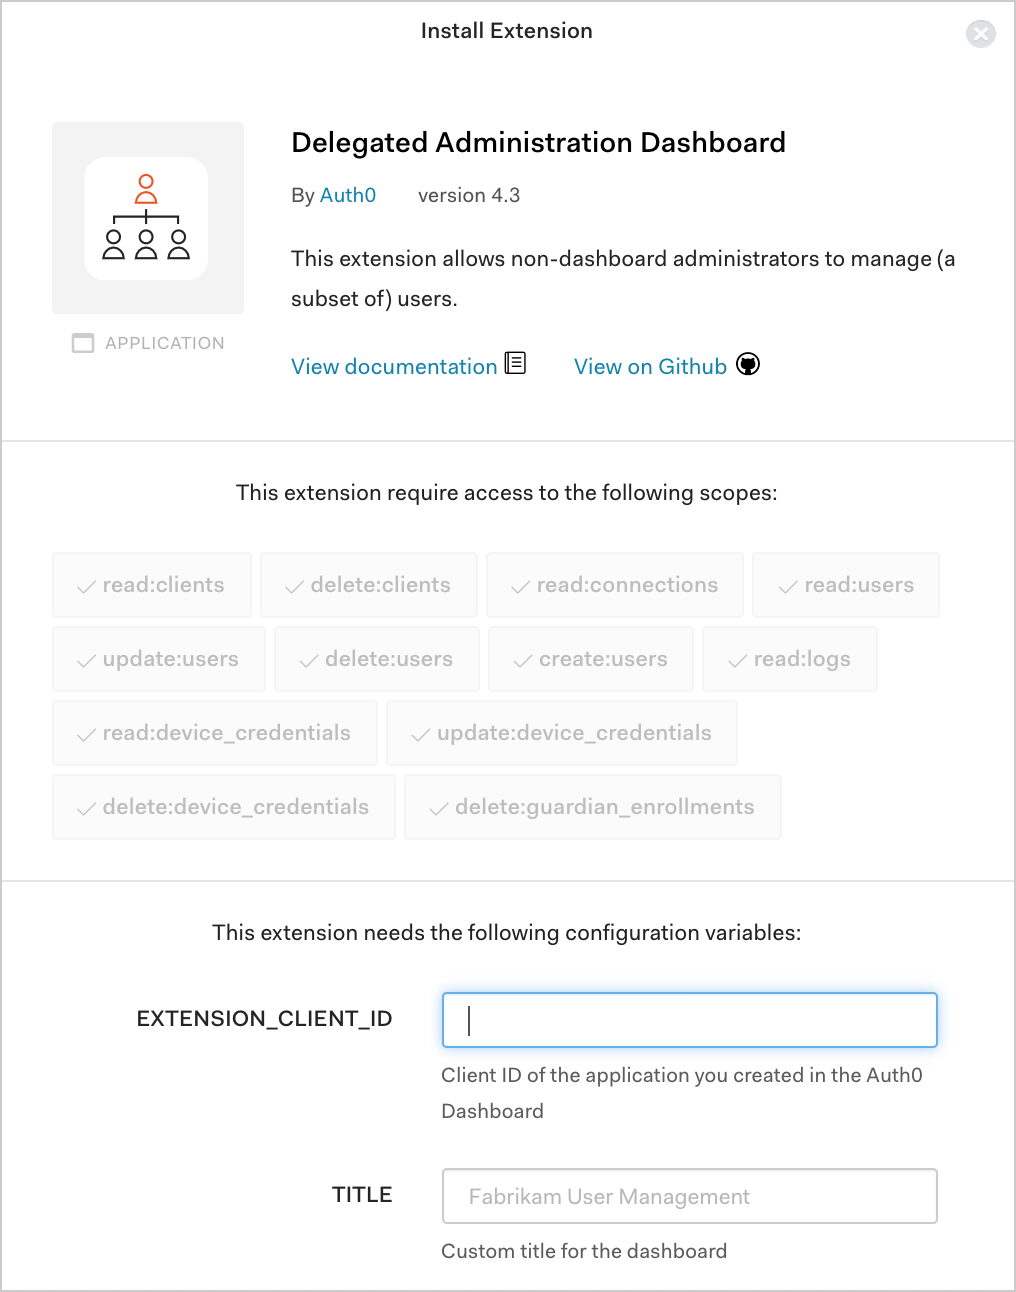 Install Extension
Delegated Administration Dashboard
By Auth0 version 4.3
This extension allows non-dashboard administrators to manage (a
subset of) users.
APPLICATION
View documentation View on Github
This extension require access to the following scopes:
read:clients delete:clients read:connections read:users
update:users delete:users create:users read:logs
read:device_credentials update:device_credentials
delete:device_credentials delete:guardian_enrollments
This extension needs the following configuration variables:
EXTENSION_CLIENT_ID
Client ID of the application you created in the Auth0
Dashboard
TITLE Fabrikam User Management
Custom title for the dashboard